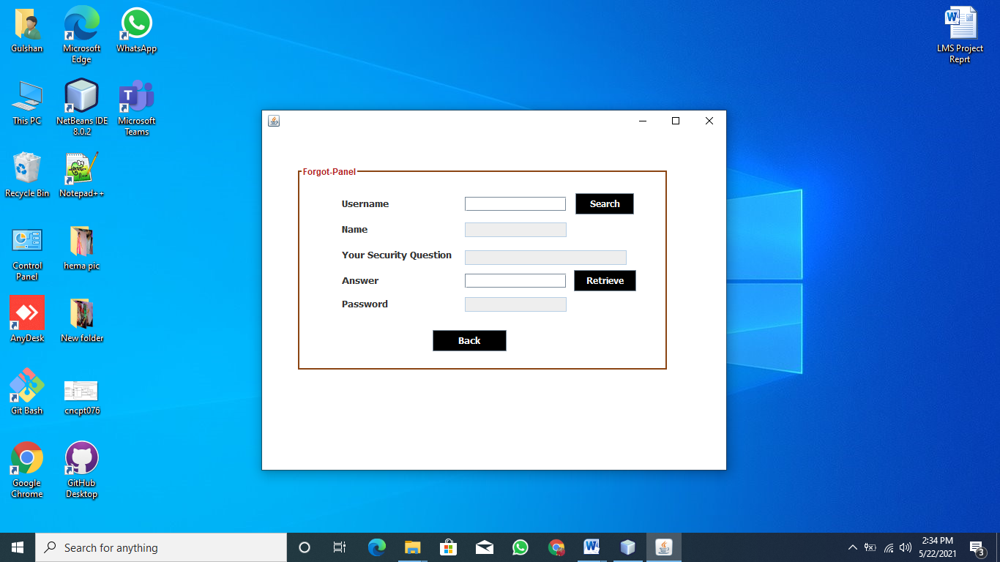 Gulshan
Microsoft
Edge
WhatsApp
LMS Project
Reprt
This PC
NetBeans IDE
8.0.2
Microsoft
Teams
Recycle Bin
Notepad++
Control
Panel
hema pic
AnyDesk
New folder
Git Bash
cncpt076
Google
Chrome
GitHub
Desktop
Forgot-Panel
Username
Search
Name
Your Security Question
Answer
Retrieve
Password
Back
Search for anything
2:34 PM
5/22/2021
3